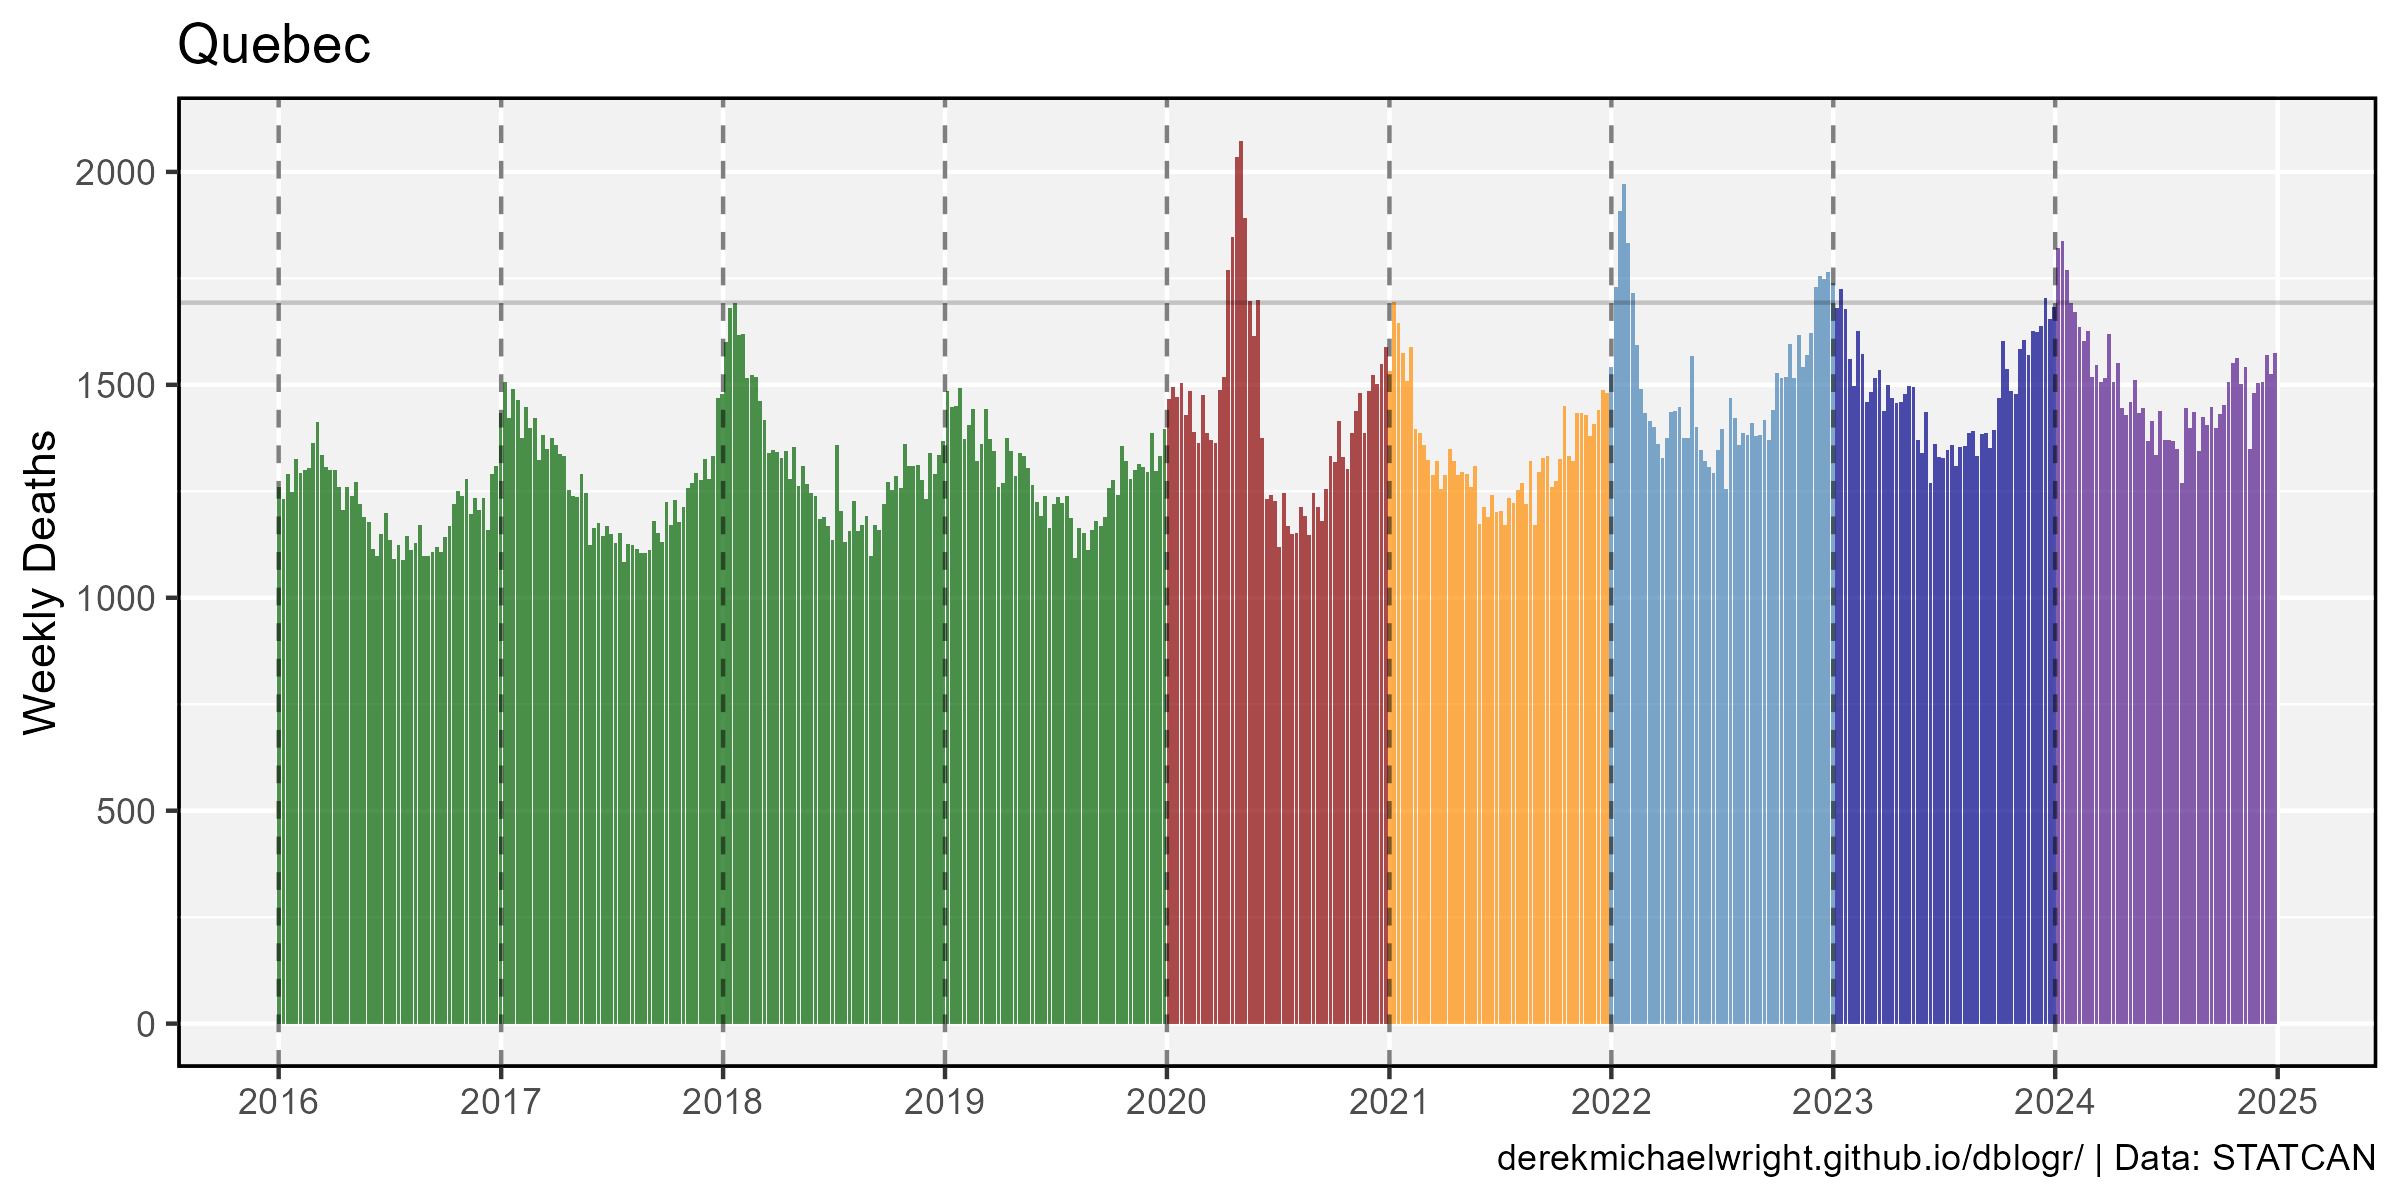 Quebec
Weekly Deaths
2000
1500
1000
500
0
2016 2017 2018 2019 2020 2021 2022 2023 2024 2025
derekmichaelwright.github.io/dblogr/ | Data: STATCAN